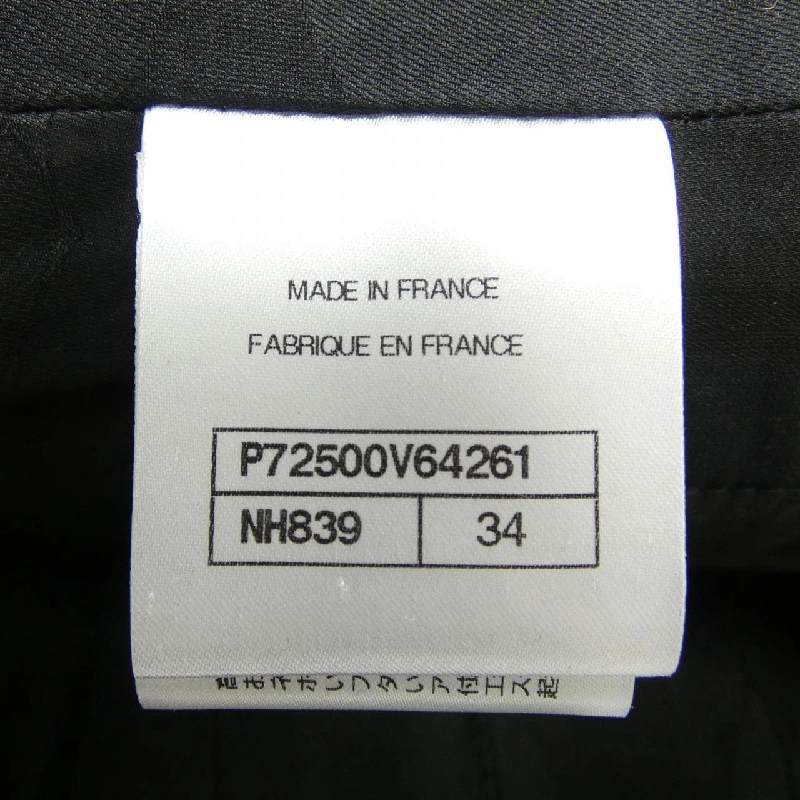 MADE IN FRANCE
FABRIQUE EN FRANCE
P72500V64261
NH839 34